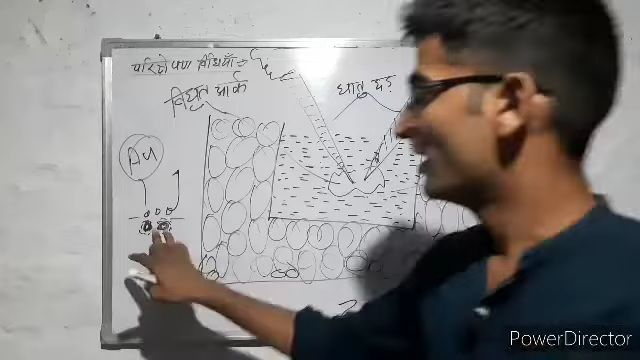 परिक्षेपण विधियाँ →
विद्युत आर्क
धातु छड़
Au
PowerDirector